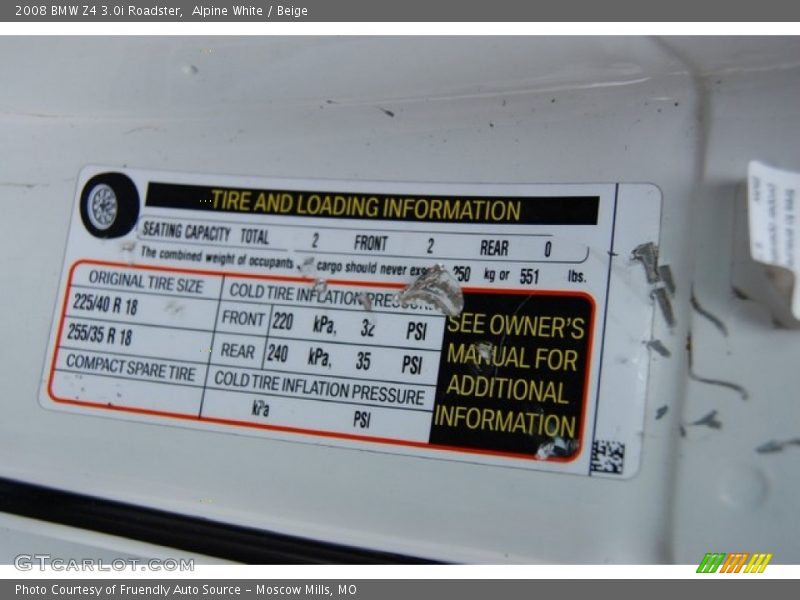 2008 BMW Z4 3.0i Roadster,  Alpine White / Beige
TIRE AND LOADING INFORMATION
SEATING CAPACITY TOTAL 2 FRONT 2 REAR 0
The combined weight of occupants cargo should never 250 kg or 551 lbs.
ORIGINAL TIRE SIZE
225/40 R 18
255/35 R 18
COMPACT SPARE TIRE
COLD TIRE INFLATION PRESSURE
FRONT 220 kPa, 32 PSI
REAR 240 kPa, 35 PSI
COLD TIRE INFLATION PRESSURE
kPa PSI
SEE OWNER'S
MANUAL FOR
ADDITIONAL
INFORMATION
GTCARLOT.COM
Photo Courtesy of Fruendly Auto Source – Moscow Mills, MO